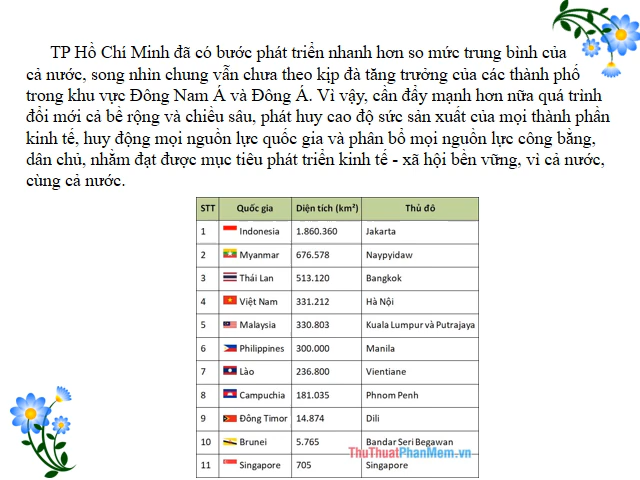 TP Hồ Chí Minh đã có bước phát triển nhanh hơn so mức trung bình của
cả nước, song nhìn chung vẫn chưa theo kịp đà tăng trưởng của các thành phố
trong khu vực Đông Nam Á và Đông Á. Vì vậy, cần đẩy mạnh hơn nữa quá trình
đổi mới cả bề rộng và chiều sâu, phát huy cao độ sức sản xuất của mọi thành phần
kinh tế, huy động mọi nguồn lực quốc gia và phân bổ mọi nguồn lực công bằng,
dân chủ, nhằm đạt được mục tiêu phát triển kinh tế - xã hội bền vững, vì cả nước,
cùng cả nước.
STT Quốc gia Diện tích (km²) Thủ đô
1 Indonesia 1.860.360 Jakarta
2 Myanmar 676.578 Naypyidaw
3 Thái Lan 513.120 Bangkok
4 Việt Nam 331.212 Hà Nội
5 Malaysia 330.803 Kuala Lumpur và Putrajaya
6 Philippines 300.000 Manila
7 Lào 236.800 Vientiane
8 Campuchia 181.035 Phnom Penh
9 Đông Timor 14.874 Dili
10 Brunei 5.765 Bandar Seri Begawan
ThuThuatPhanMem.vn
11 Singapore 705 Singapore